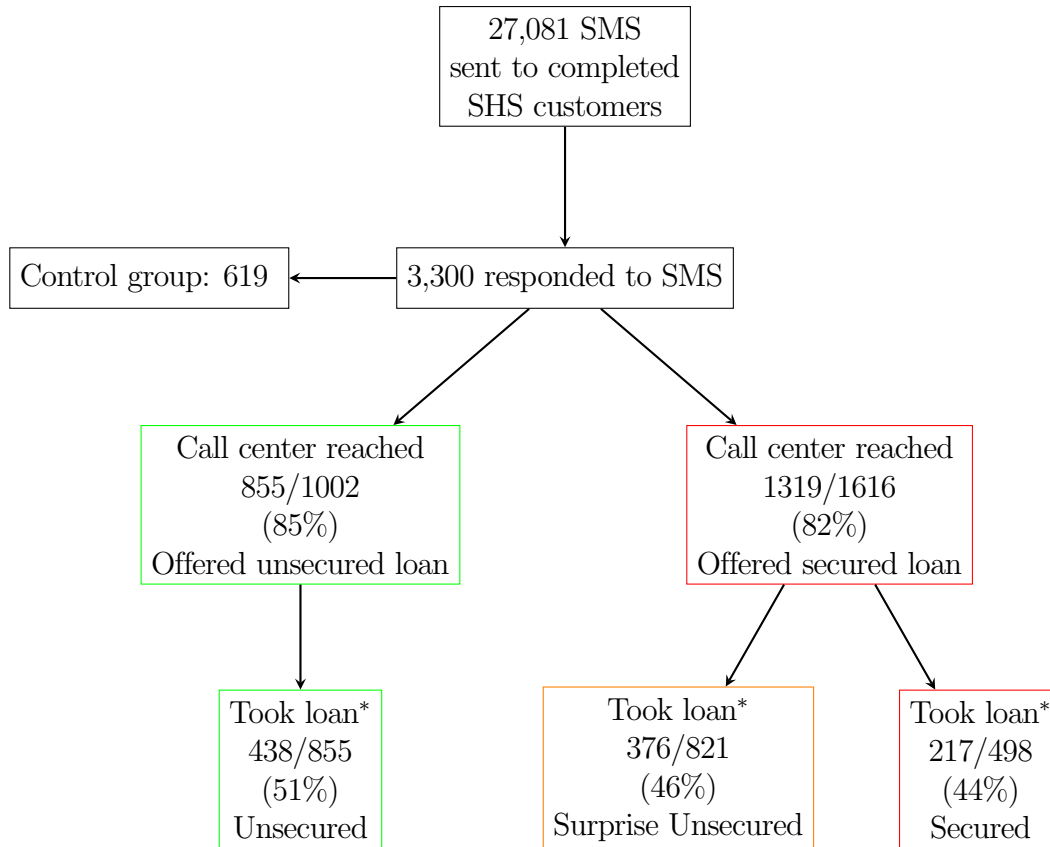 27,081 SMS
sent to completed
SHS customers
Control group: 619
3,300 responded to SMS
Call center reached
855/1002
(85%)
Offered unsecured loan
Call center reached
1319/1616
(82%)
Offered secured loan
Took loan*
438/855
(51%)
Unsecured
Took loan*
376/821
(46%)
Surprise Unsecured
Took loan*
217/498
(44%)
Secured